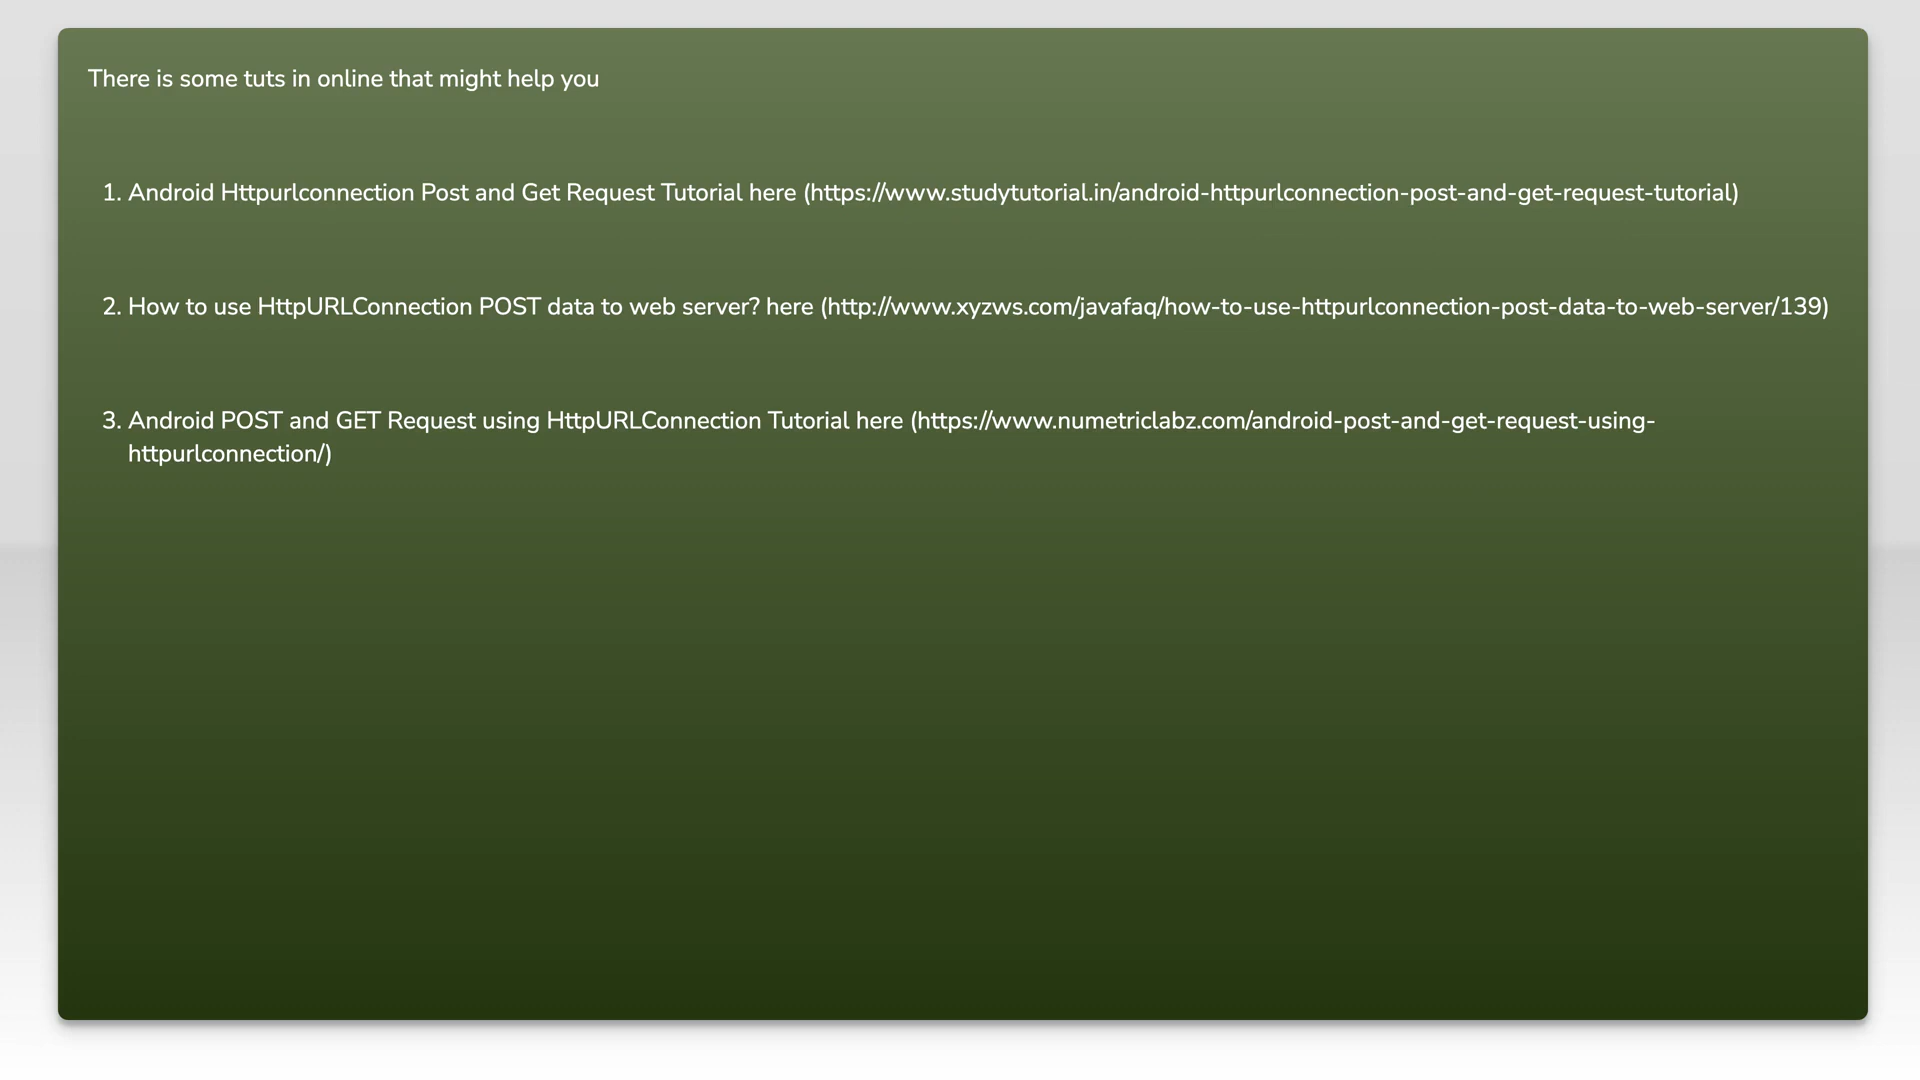 There is some tuts in online that might help you
1. Android Httpurlconnection Post and Get Request Tutorial here (https://www.studytutorial.in/android-httpurlconnection-post-and-get-request-tutorial)
2. How to use HttpURLConnection POST data to web server? here (http://www.xyzws.com/javafaq/how-to-use-httpurlconnection-post-data-to-web-server/139)
3. Android POST and GET Request using HttpURLConnection Tutorial here (https://www.numetriclabz.com/android-post-and-get-request-using-
httpurlconnection/)